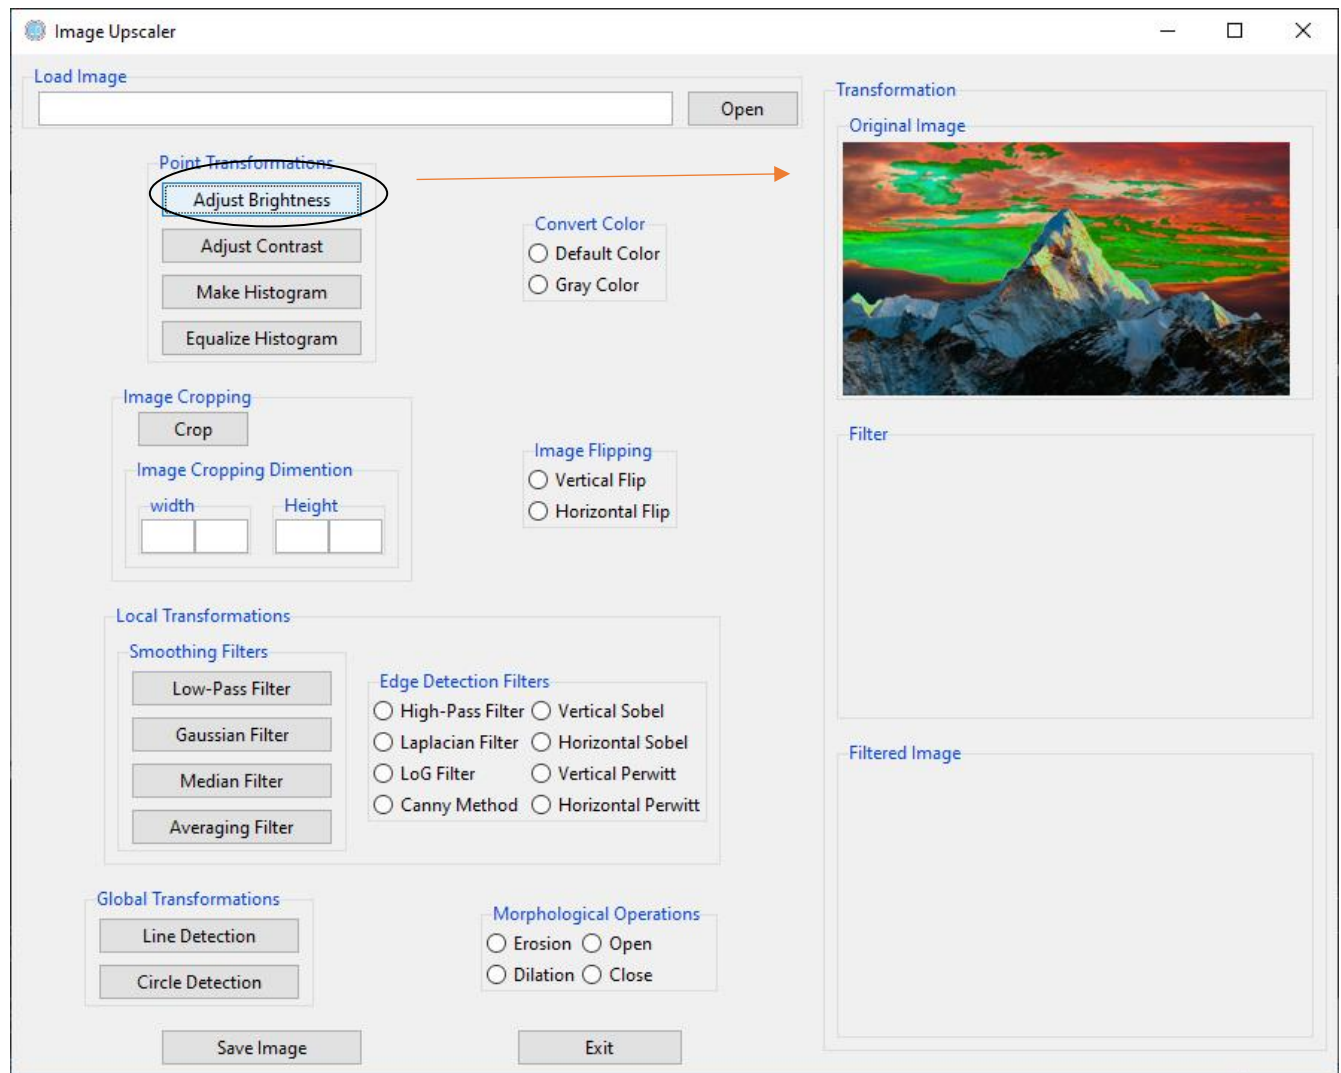 Image Upscaler
Load Image
Open
Point Transformations
Adjust Brightness
Adjust Contrast
Make Histogram
Equalize Histogram
Convert Color
Default Color
Gray Color
Image Cropping
Crop
Image Cropping Dimention
width Height
Image Flipping
Vertical Flip
Horizontal Flip
Local Transformations
Smoothing Filters
Low-Pass Filter
Gaussian Filter
Median Filter
Averaging Filter
Edge Detection Filters
High-Pass Filter Vertical Sobel
Laplacian Filter Horizontal Sobel
LoG Filter Vertical Perwitt
Canny Method Horizontal Perwitt
Global Transformations
Line Detection
Circle Detection
Morphological Operations
Erosion Open
Dilation Close
Save Image
Exit
Transformation
Original Image
Filter
Filtered Image